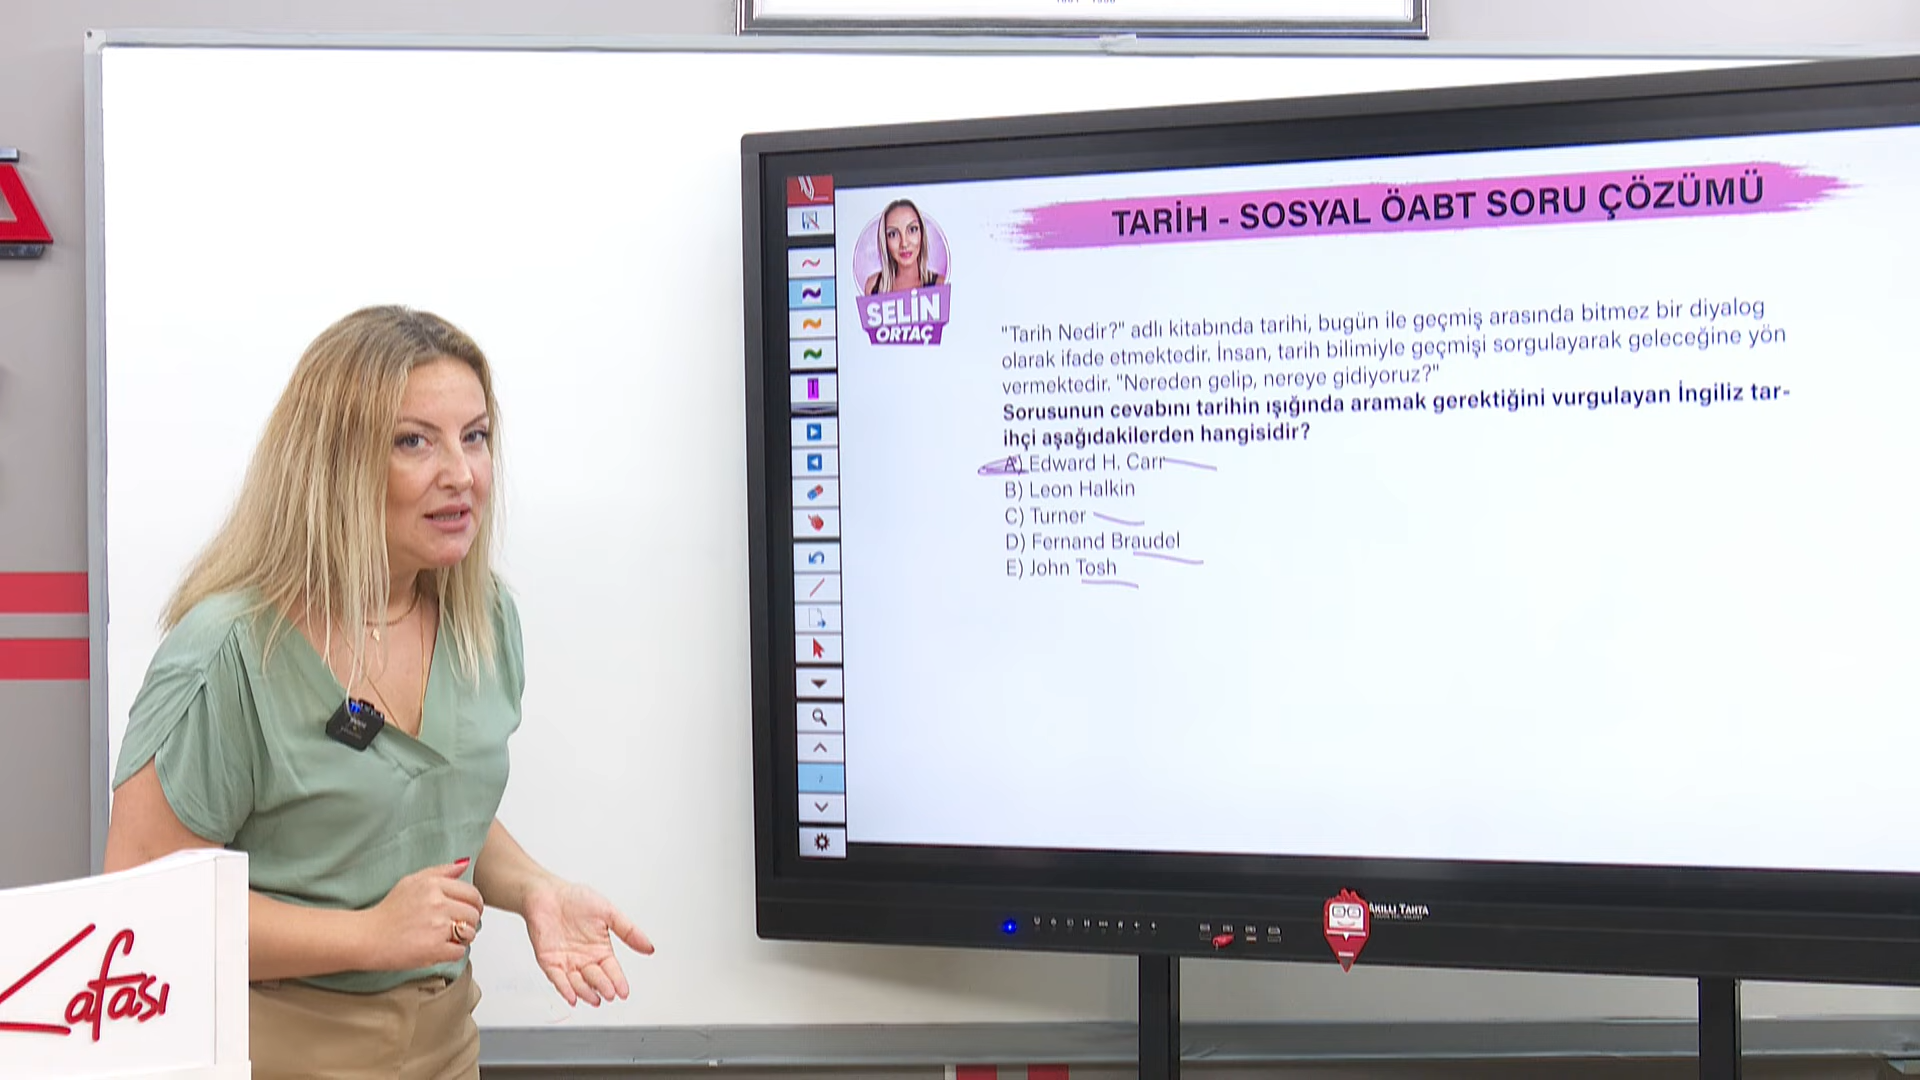 TARİH - SOSYAL ÖABT SORU ÇÖZÜMÜ
SELİN
ORTAÇ
"Tarih Nedir?" adlı kitabında tarihi, bugün ile geçmiş arasında bitmez bir diyalog
olarak ifade etmektedir. İnsan, tarih bilimiyle geçmişi sorgulayarak geleceğine yön
vermektedir. "Nereden gelip, nereye gidiyoruz?"
Sorusunun cevabını tarihin ışığında aramak gerektiğini vurgulayan İngiliz tar-
ihçi aşağıdakilerden hangisidir?
A) Edward H. Carr
B) Leon Halkin
C) Turner
D) Fernand Braudel
E) John Tosh
2
AKILLI TAHTA
Kafası